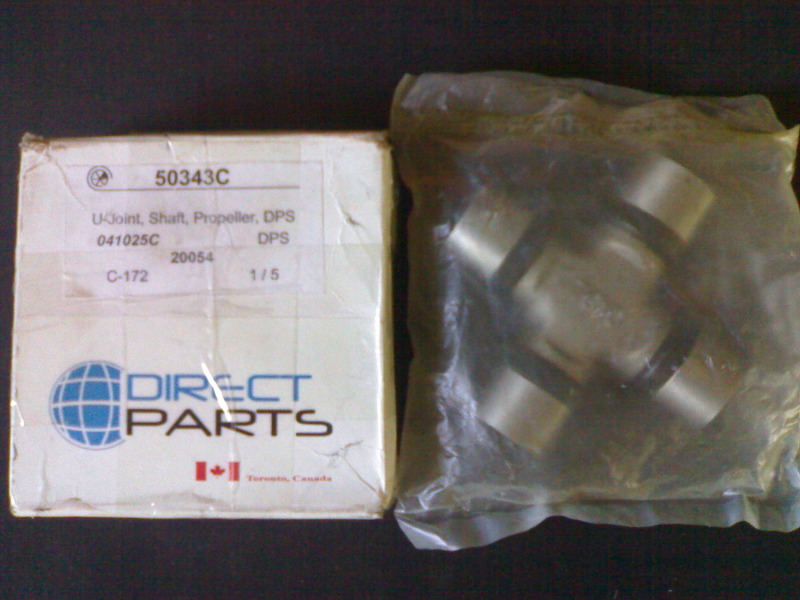 50343C
U-Joint, Shaft, Propeller, DPS
041025C DPS
20054
C-172 1 / 5
DIRECT
PARTS
Toronto, Canada